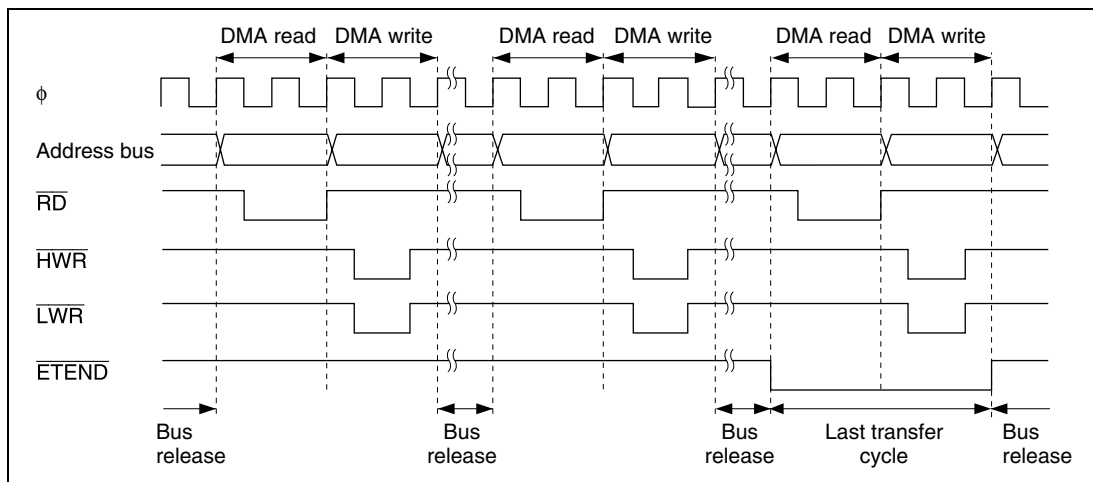 DMA read DMA write DMA read DMA write DMA read DMA write
φ
Address bus
RD
HWR
LWR
ETEND
Bus release Bus release Bus release Last transfer cycle Bus release